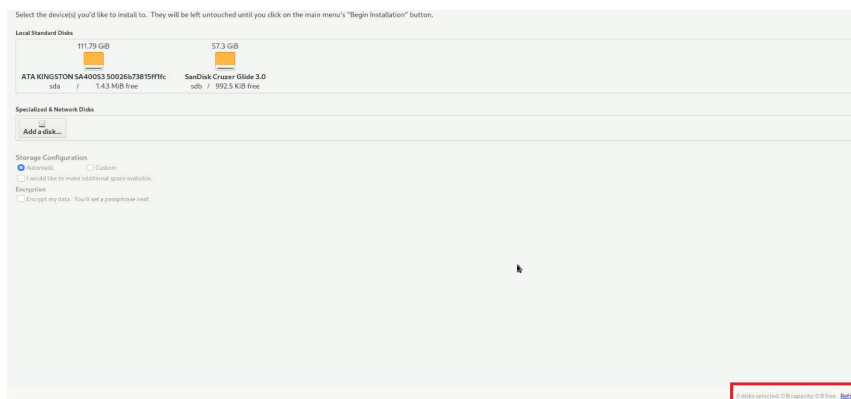 Select the device(s) you'd like to install to. They will be left untouched until you click on the main menu's "Begin Installation" button.
Local Standard Disks
111.79 GiB 57.3 GiB
ATA KINGSTON SA400S3 50026b73815ff1fc SanDisk Cruzer Glide 3.0
sda / 1.43 MiB free sdb / 992.5 KiB free
Specialized & Network Disks
Add a disk...
Storage Configuration
Automatic Custom
I would like to make additional space available.
Encryption
Encrypt my data. You'll set a passphrase next.
0 disks selected; 0 B capacity; 0 B free Refr